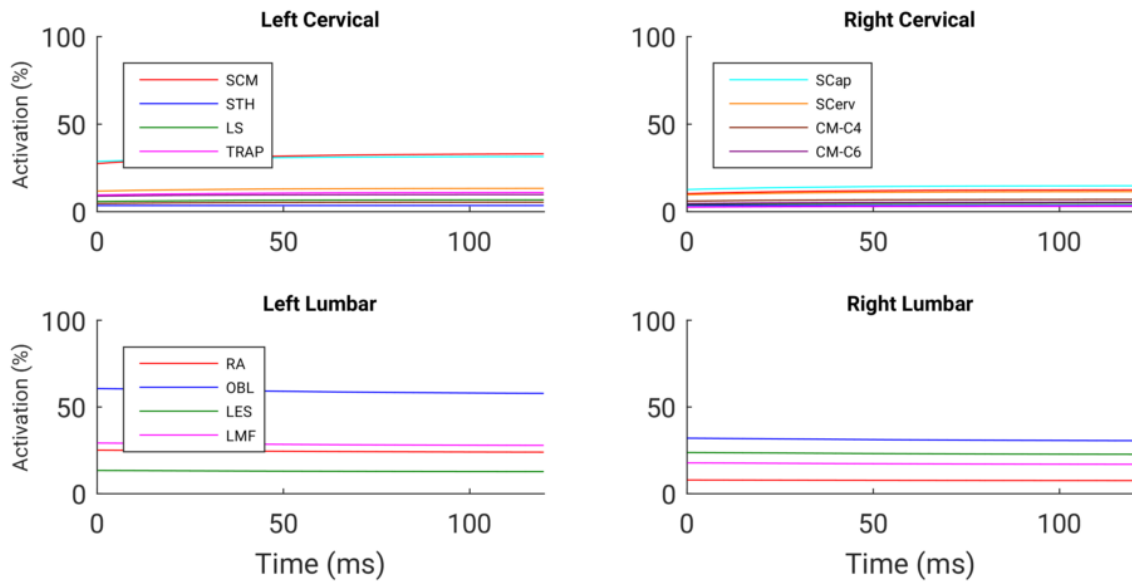 Left Cervical
Activation (%)
100
50
0
SCM
STH
LS
TRAP
0
50
100
Right Cervical
100
50
0
SCap
SCerv
CM-C4
CM-C6
0
50
100
Left Lumbar
Activation (%)
100
50
0
RA
OBL
LES
LMF
0
50
100
Time (ms)
Right Lumbar
100
50
0
0
50
100
Time (ms)